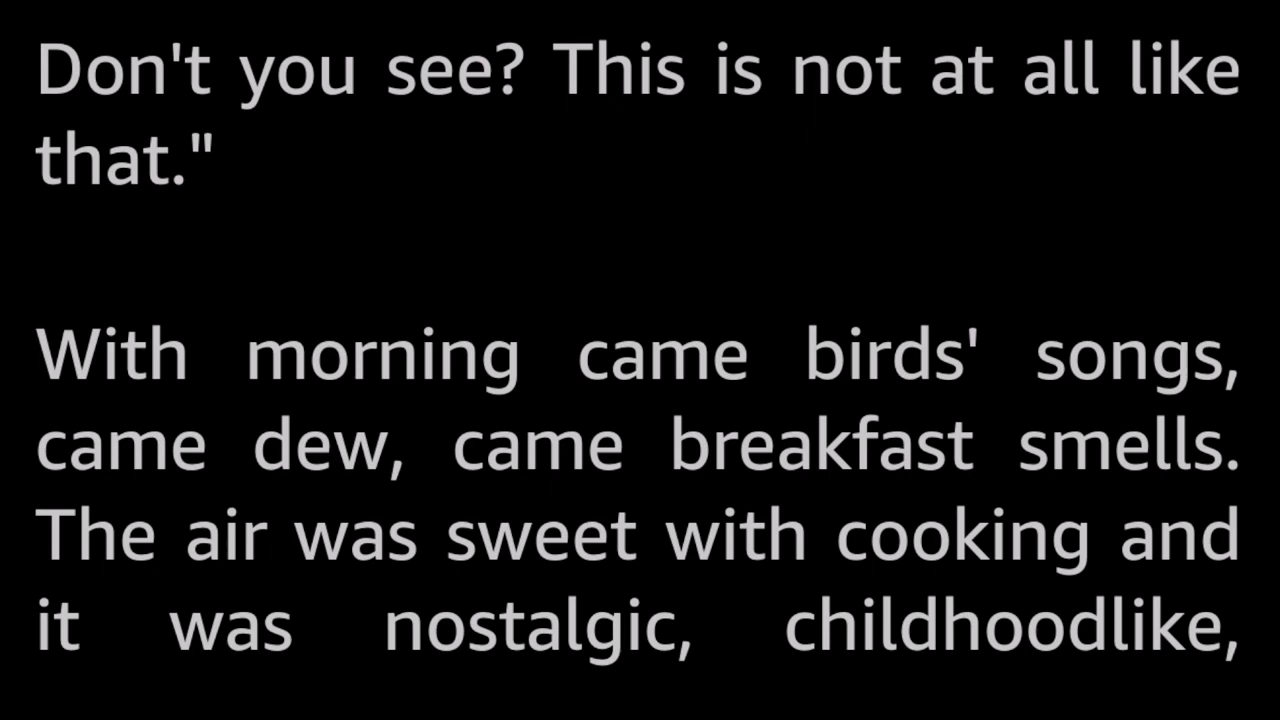 Don't you see? This is not at all like
that."
With morning came birds' songs,
came dew, came breakfast smells.
The air was sweet with cooking and
it was nostalgic, childhoodlike,